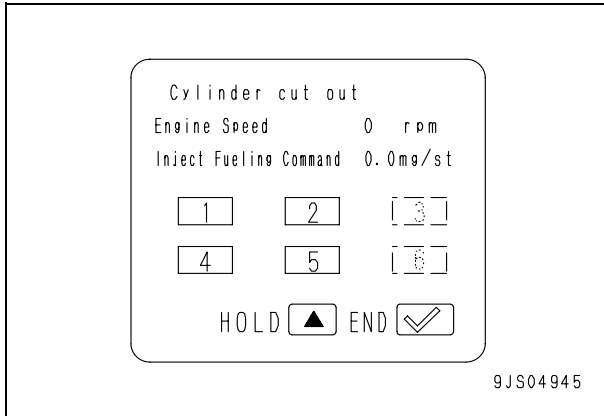 Cylinder cut out
Engine Speed 0 rpm
Inject Fueling Command 0.0mg/st
1 2 3
4 5 6
HOLD ▲ END ✓
9JS04945